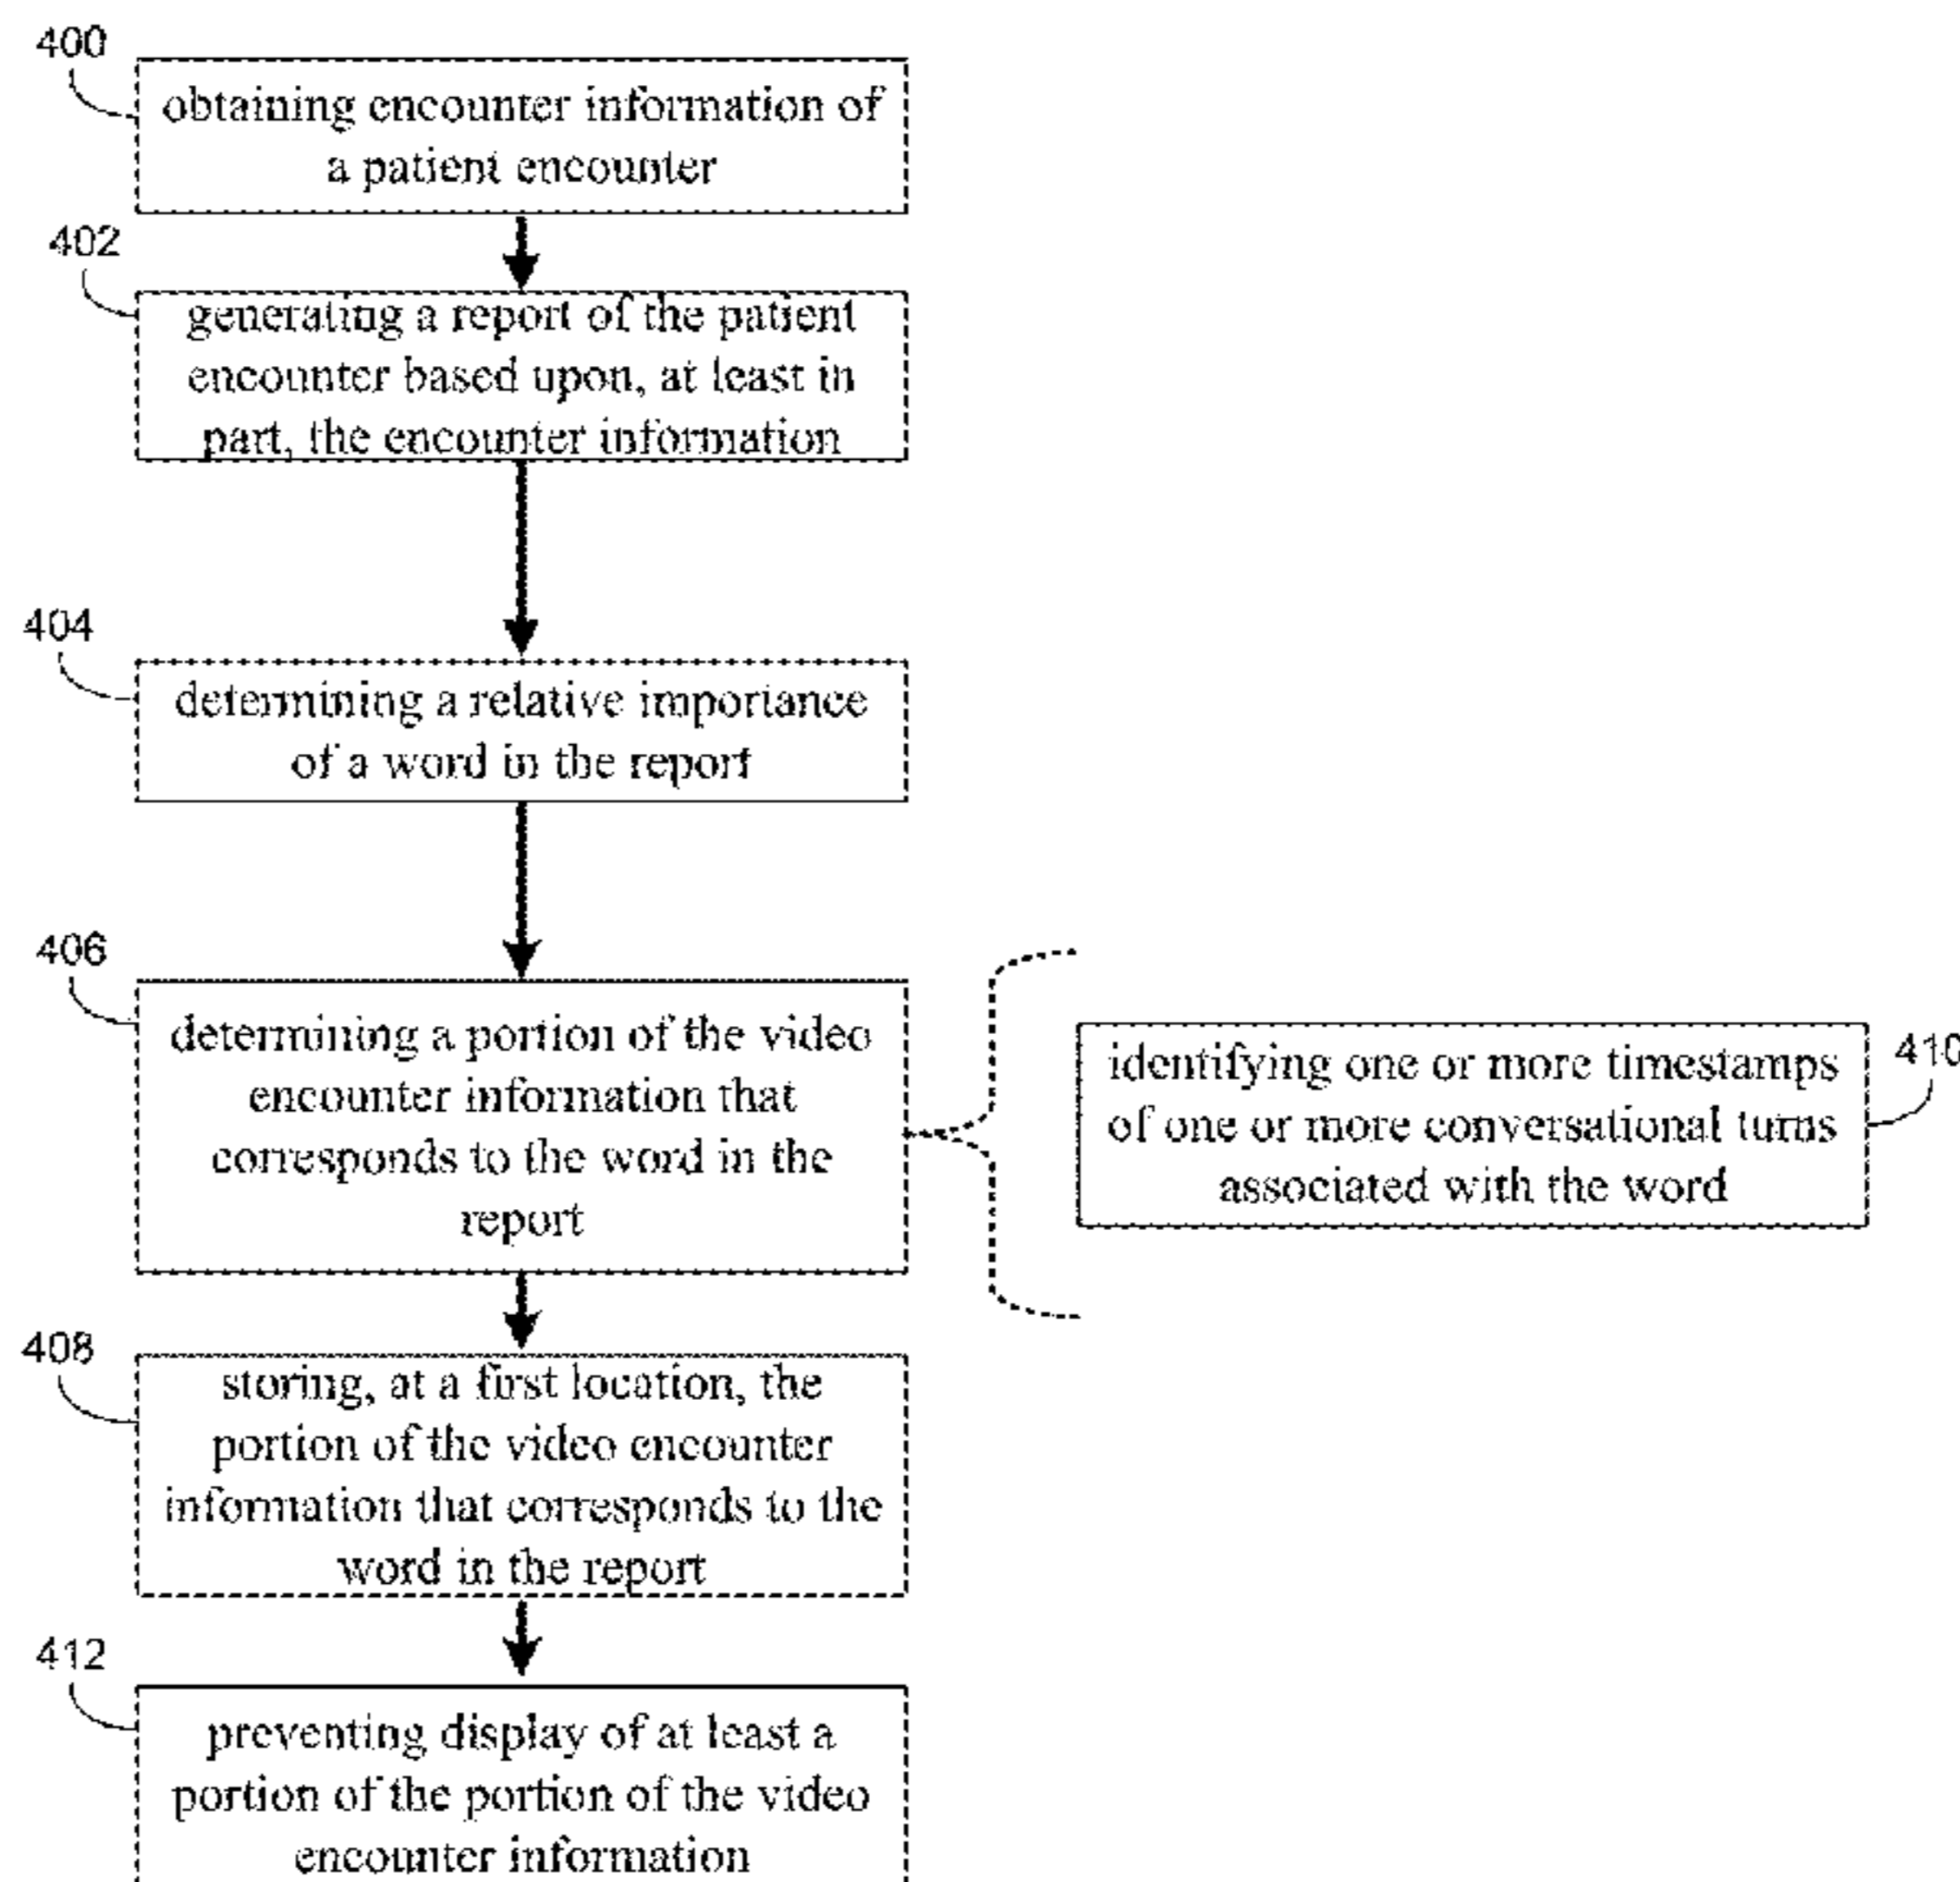 400
obtaining encounter information of
a patient encounter
402
generating a report of the patient
encounter based upon, at least in
part, the encounter information
404
determining a relative importance
of a word in the report
406
determining a portion of the video
encounter information that
corresponds to the word in the
report
identifying one or more timestamps
of one or more conversational turns
associated with the word
410
408
storing, at a first location, the
portion of the video encounter
information that corresponds to the
word in the report
412
preventing display of at least a
portion of the portion of the video
encounter information